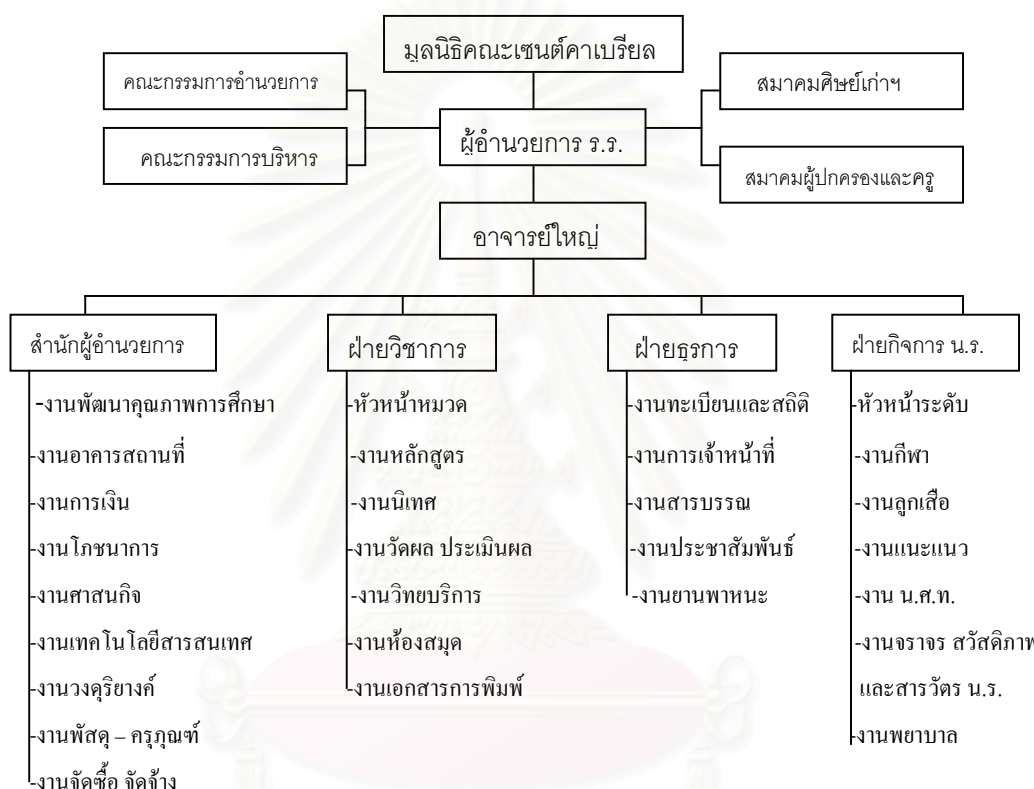 มูลนิธิคณะเซนต์คาเบรียล
คณะกรรมการอำนวยการ
สมาคมศิษย์เก่าฯ
ผู้อำนวยการ ร.ร.
คณะกรรมการบริหาร
สมาคมผู้ปกครองและครู
อาจารย์ใหญ่
สำนักผู้อำนวยการ
-งานพัฒนาคุณภาพการศึกษา
-งานอาคารสถานที่
-งานการเงิน
-งานโภชนาการ
-งานศาสนกิจ
-งานเทคโนโลยีสารสนเทศ
-งานวงดุริยางค์
-งานพัสดุ – ครุภูณฑ์
-งานจัดซื้อ จัดจ้าง
ฝ่ายวิชาการ
-หัวหน้าหมวด
-งานหลักสูตร
-งานนิเทศ
-งานวัดผล ประเมินผล
-งานวิทยบริการ
-งานห้องสมุด
-งานเอกสารการพิมพ์
ฝ่ายธุรการ
-งานทะเบียนและสถิติ
-งานการเจ้าหน้าที่
-งานสารบรรณ
-งานประชาสัมพันธ์
-งานยานพาหนะ
ฝ่ายกิจการ น.ร.
-หัวหน้าระดับ
-งานกีฬา
-งานลูกเสือ
-งานแนะแนว
-งาน น.ศ.ท.
-งานจราจร สวัสดิภาพ
และสารวัตร น.ร.
-งานพยาบาล